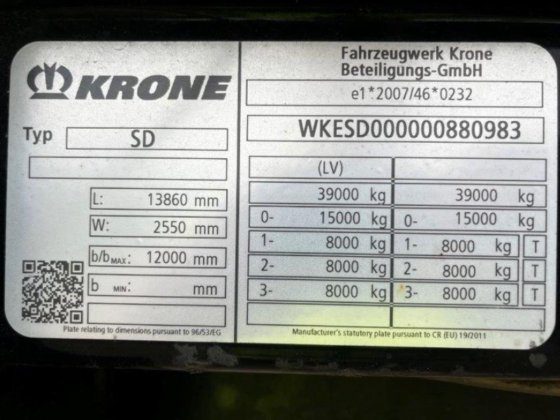 KRONE
Typ SD
L: 13860 mm
W: 2550 mm
b/b MAX: 12000 mm
b MIN: mm
Plate relating to dimensions pursuant to 96/53/EG
Fahrzeugwerk Krone
Beteiligungs-GmbH
e1*2007/46*0232
WKESD000000880983
(LV)
39000 kg 39000 kg
0- 15000 kg 0- 15000 kg
1- 8000 kg 1- 8000 kg T
2- 8000 kg 2- 8000 kg T
3- 8000 kg 3- 8000 kg T
Manufacturer's statutory plate pursuant to CR (EU) 19/2011